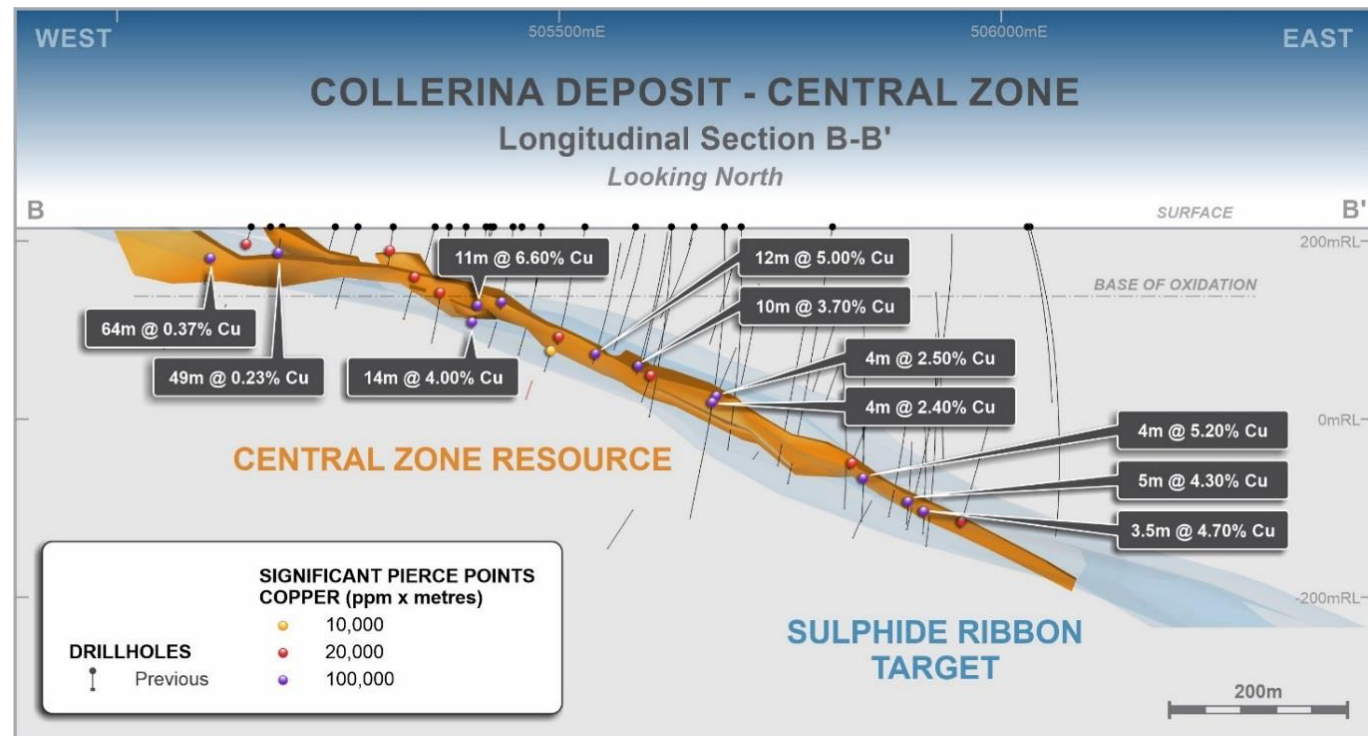 WEST
505500mE
506000mE
EAST
COLLERINA DEPOSIT - CENTRAL ZONE
Longitudinal Section B-B'
Looking North
B
SURFACE
B'
200mRL
11m @ 6.60% Cu
12m @ 5.00% Cu
BASE OF OXIDATION
10m @ 3.70% Cu
64m @ 0.37% Cu
49m @ 0.23% Cu
14m @ 4.00% Cu
4m @ 2.50% Cu
4m @ 2.40% Cu
0mRL
4m @ 5.20% Cu
CENTRAL ZONE RESOURCE
5m @ 4.30% Cu
3.5m @ 4.70% Cu
SIGNIFICANT PIERCE POINTS
COPPER (ppm x metres)
10,000
20,000
100,000
DRILLHOLES
Previous
-200mRL
SULPHIDE RIBBON
TARGET
200m